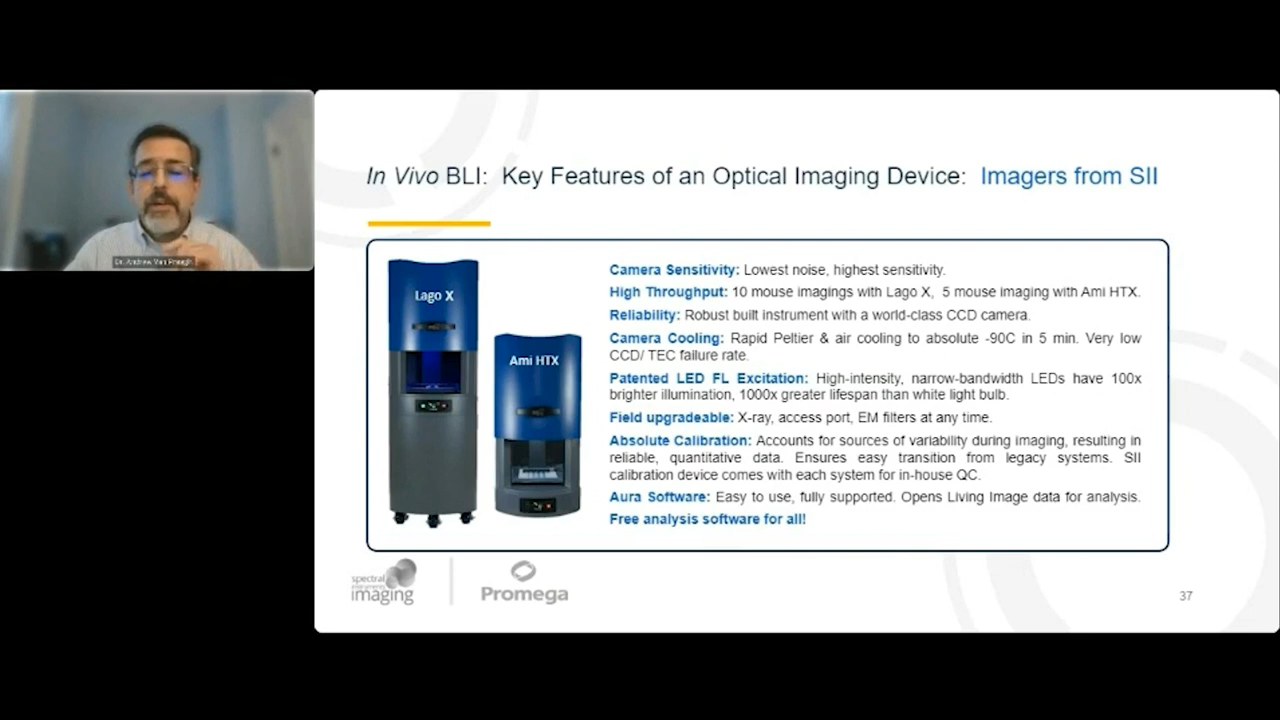 In Vivo BLI: Key Features of an Optical Imaging Device: Imagers from SII
Dr. Andrew Van Praagh
Lago X
Ami HTX
Camera Sensitivity: Lowest noise, highest sensitivity.
High Throughput: 10 mouse imagings with Lago X, 5 mouse imaging with Ami HTX.
Reliability: Robust built instrument with a world-class CCD camera.
Camera Cooling: Rapid Peltier & air cooling to absolute -90C in 5 min. Very low
CCD/ TEC failure rate.
Patented LED FL Excitation: High-intensity, narrow-bandwidth LEDs have 100x
brighter illumination, 1000x greater lifespan than white light bulb.
Field upgradeable: X-ray, access port, EM filters at any time.
Absolute Calibration: Accounts for sources of variability during imaging, resulting in
reliable, quantitative data. Ensures easy transition from legacy systems. SII
calibration device comes with each system for in-house QC.
Aura Software: Easy to use, fully supported. Opens Living Image data for analysis.
Free analysis software for all!
spectral
instruments
imaging
Promega
37